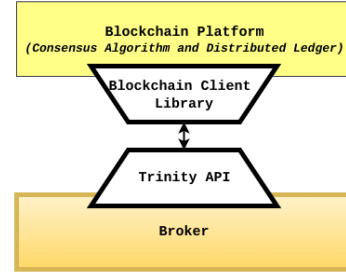 Blockchain Platform
(Consensus Algorithm and Distributed Ledger)
Blockchain Client
Library
Trinity API
Broker